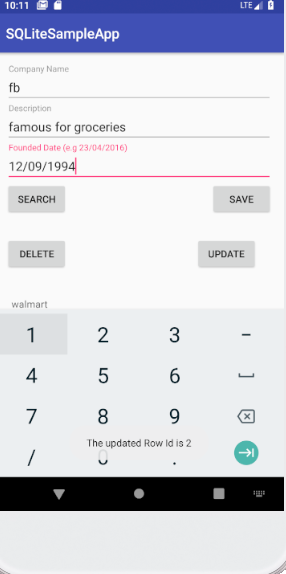 10:11 LTE
SQLiteSampleApp
Company Name
fb
Description
famous for groceries
Founded Date (e.g 23/04/2016)
12/09/1994
SEARCH SAVE
DELETE UPDATE
walmart
1 2 3 -
4 5 6
7 8 9
The updated Row Id is 2
/ 0 .